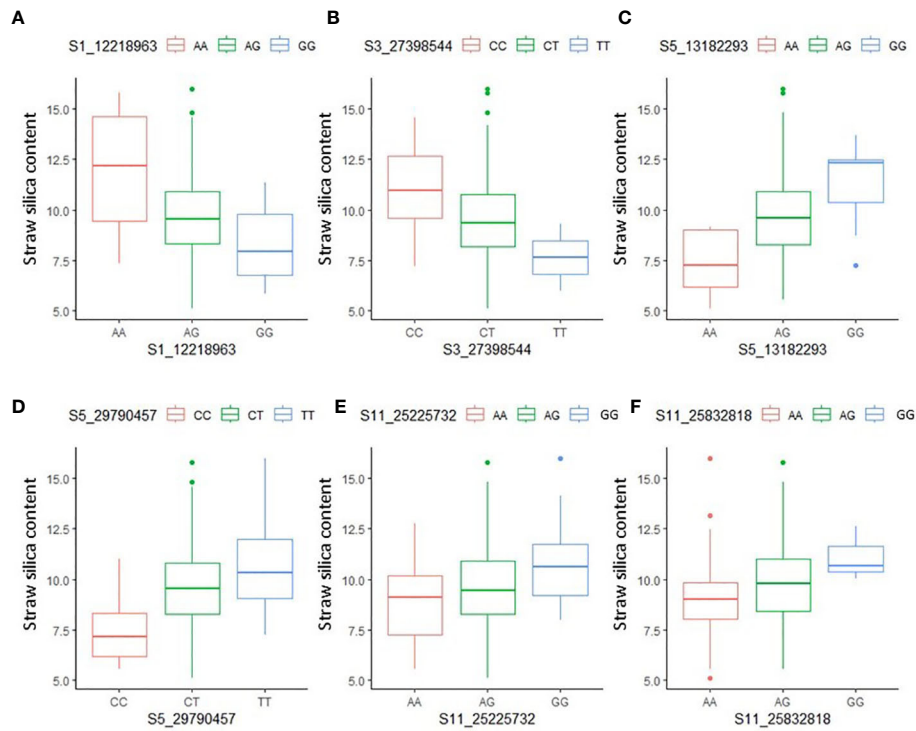 A B C
S1_12218963 AA AG GG S3_27398544 CC CT TT S5_13182293 AA AG GG
Straw silica content Straw silica content Straw silica content
15.0 15.0 15.0
12.5 12.5 12.5
10.0 10.0 10.0
7.5 7.5 7.5
5.0 5.0 5.0
AA AG GG CC CT TT AA AG GG
S1_12218963 S3_27398544 S5_13182293
D E F
S5_29790457 CC CT TT S11_25225732 AA AG GG S11_25832818 AA AG GG
Straw silica content Straw silica content Straw silica content
15.0 15.0 15.0
12.5 12.5 12.5
10.0 10.0 10.0
7.5 7.5 7.5
5.0 5.0 5.0
CC CT TT AA AG GG AA AG GG
S5_29790457 S11_25225732 S11_25832818